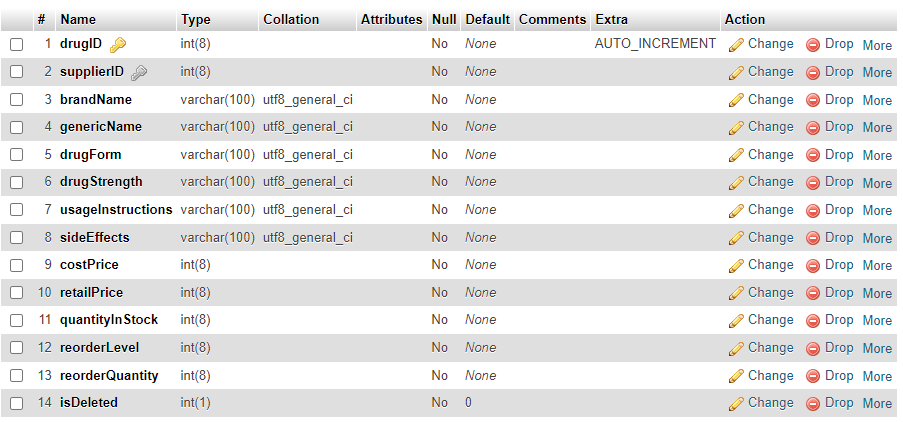 # Name Type Collation Attributes Null Default Comments Extra Action
1 drugID int(8) No None AUTO_INCREMENT Change Drop More
2 supplierID int(8) No None Change Drop More
3 brandName varchar(100) utf8_general_ci No None Change Drop More
4 genericName varchar(100) utf8_general_ci No None Change Drop More
5 drugForm varchar(100) utf8_general_ci No None Change Drop More
6 drugStrength varchar(100) utf8_general_ci No None Change Drop More
7 usageInstructions varchar(100) utf8_general_ci No None Change Drop More
8 sideEffects varchar(100) utf8_general_ci No None Change Drop More
9 costPrice int(8) No None Change Drop More
10 retailPrice int(8) No None Change Drop More
11 quantityInStock int(8) No None Change Drop More
12 reorderLevel int(8) No None Change Drop More
13 reorderQuantity int(8) No None Change Drop More
14 isDeleted int(1) No 0 Change Drop More